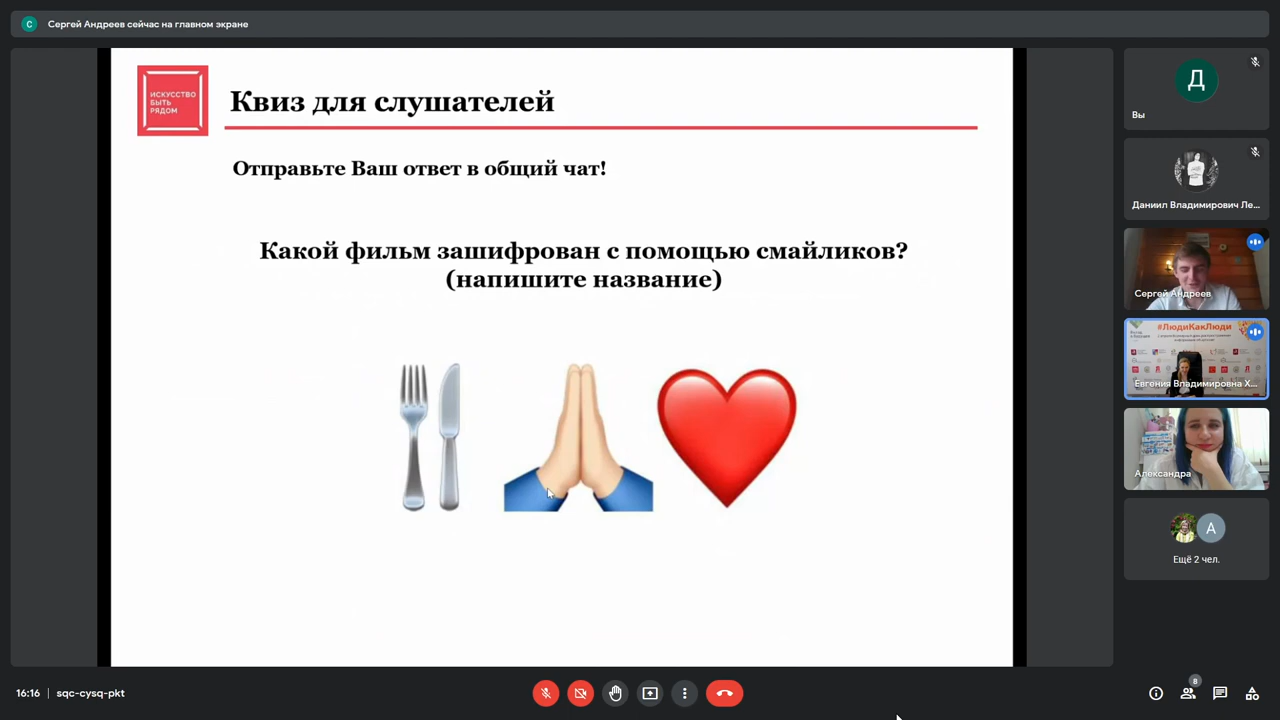 С
Сергей Андреев сейчас на главном экране
ИСКУССТВО
БЫТЬ
РЯДОМ
Квиз для слушателей
Отправьте Ваш ответ в общий чат!
Какой фильм зашифрован с помощью смайликов?
(напишите название)
Д
Вы
Даниил Владимирович Ле...
Сергей Андреев
#ЛюдиКакЛюди
Евгения Владимировна Х...
Александра
А
Ещё 2 чел.
16:16
sqc-cysq-pkt
8